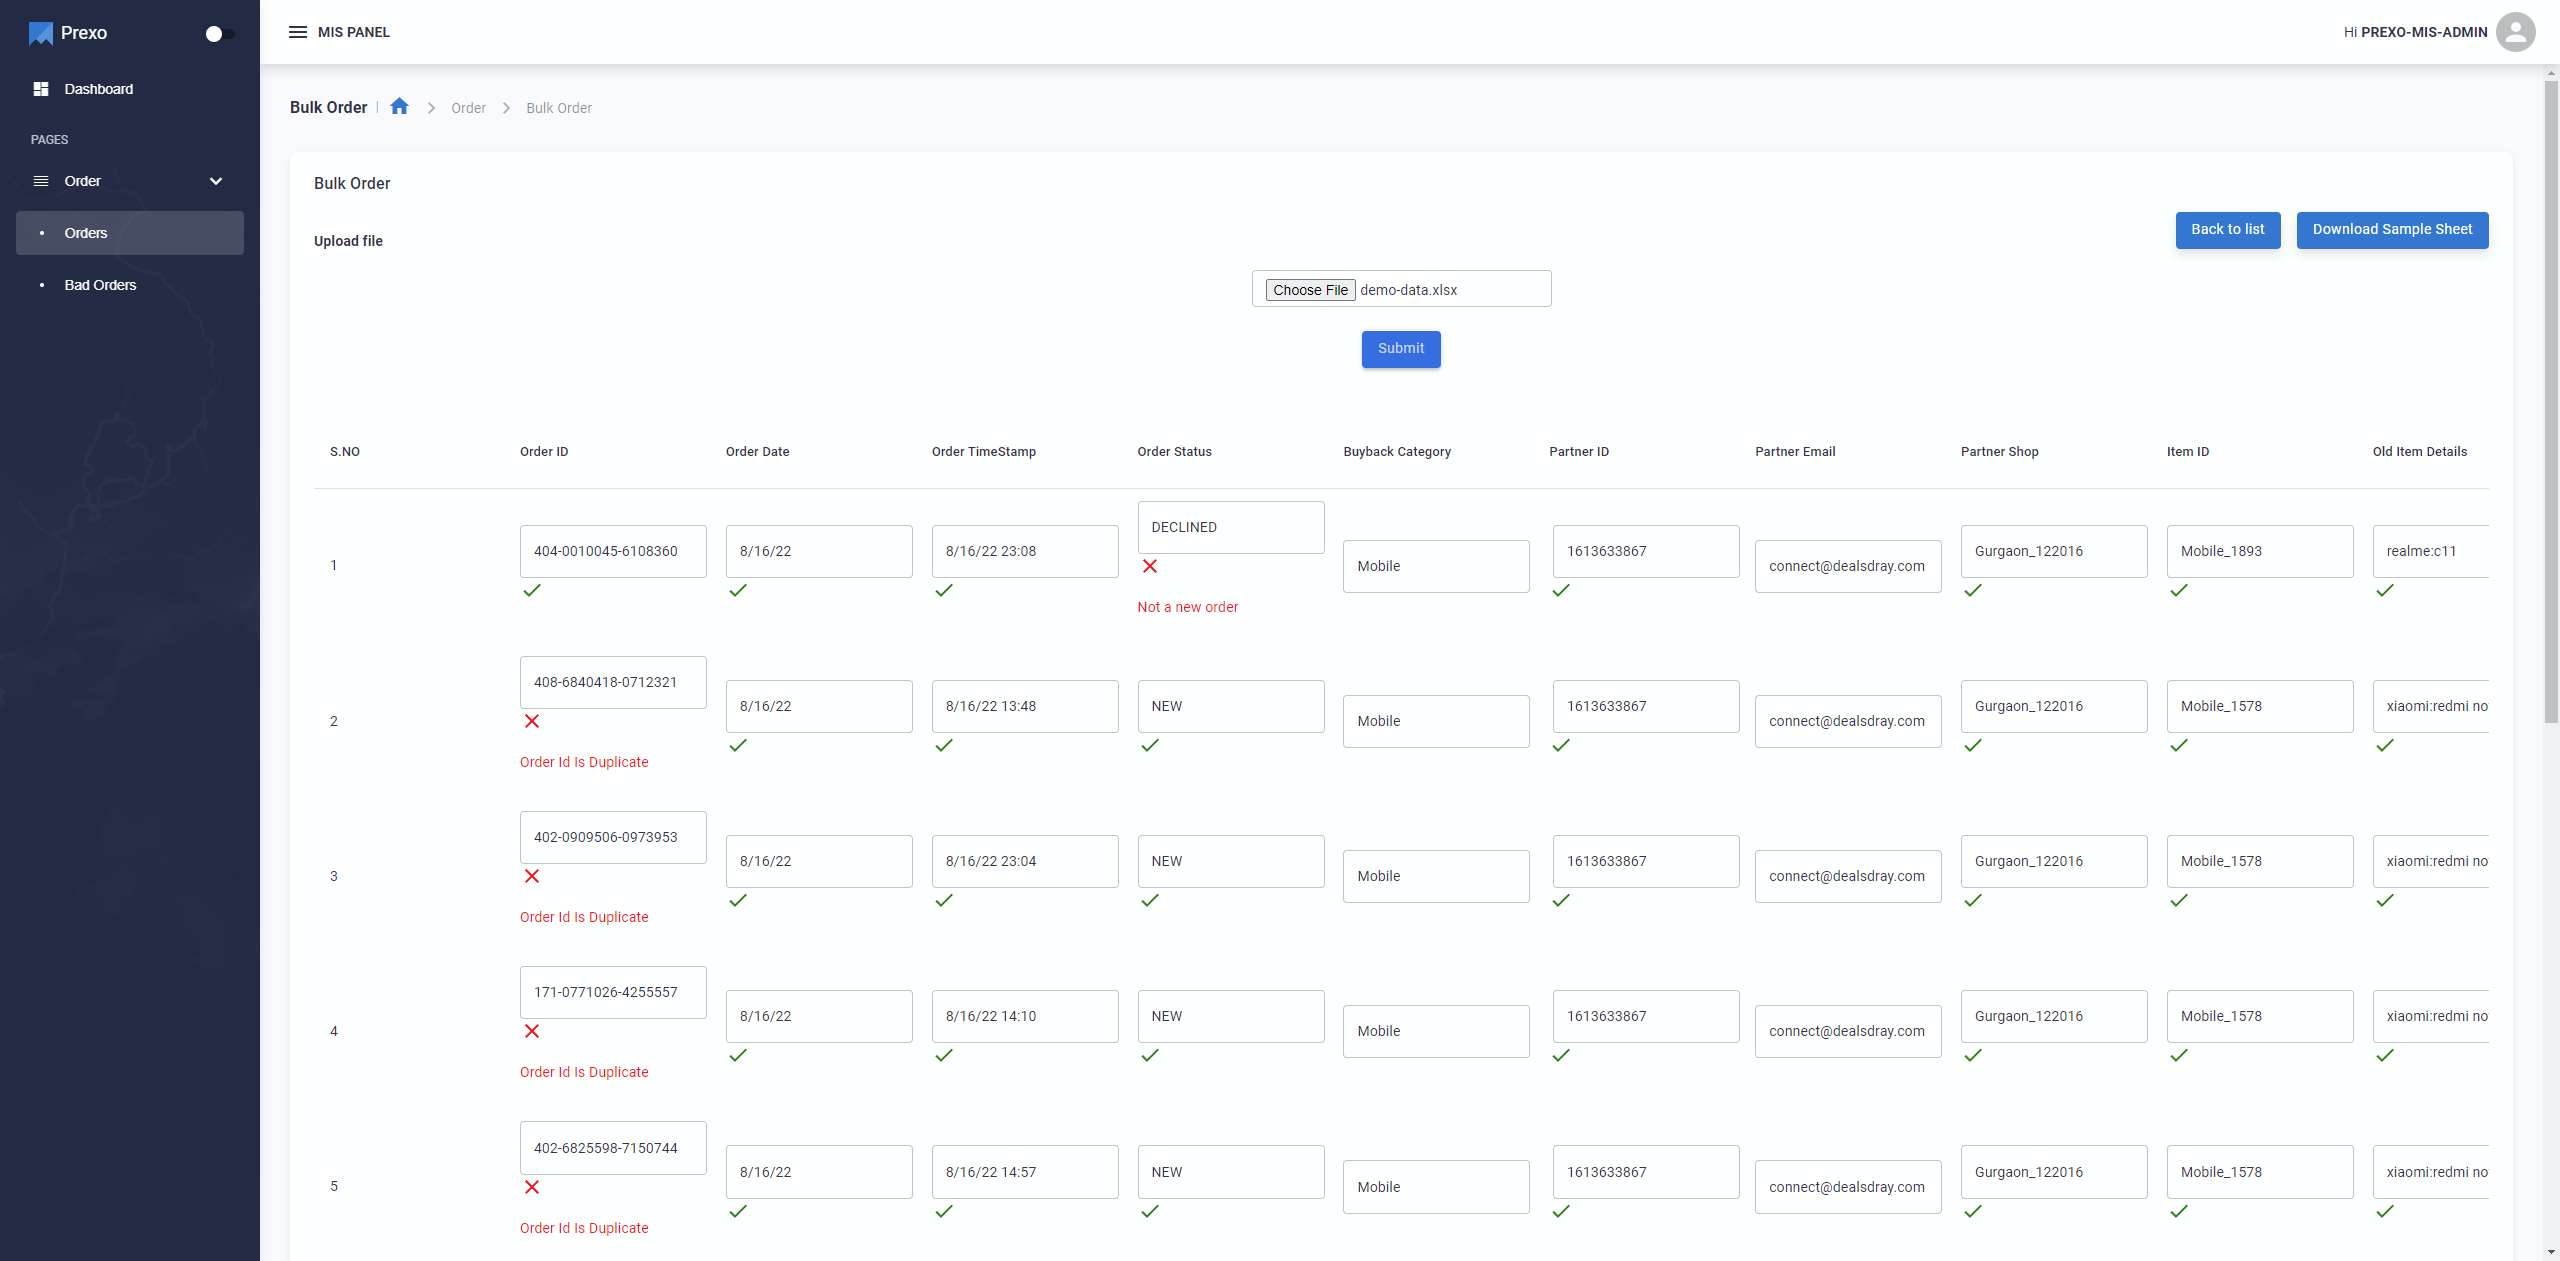 Prexo
Dashboard
PAGES
Order
Orders
Bad Orders
MIS PANEL
Hi PREXO-MIS-ADMIN
Bulk Order | Order Bulk Order
Bulk Order
Upload file
Back to list
Download Sample Sheet
Choose File demo-data.xlsx
Submit
S.NO Order ID Order Date Order TimeStamp Order Status Buyback Category Partner ID Partner Email Partner Shop Item ID Old Item Details
1 404-0010045-6108360 8/16/22 8/16/22 23:08 DECLINED Mobile 1613633867 connect@dealsdray.com Gurgaon_122016 Mobile_1893 realme:c11
Not a new order
2 408-6840418-0712321 8/16/22 8/16/22 13:48 NEW Mobile 1613633867 connect@dealsdray.com Gurgaon_122016 Mobile_1578 xiaomi:redmi no
Order Id Is Duplicate
3 402-0909506-0973953 8/16/22 8/16/22 23:04 NEW Mobile 1613633867 connect@dealsdray.com Gurgaon_122016 Mobile_1578 xiaomi:redmi no
Order Id Is Duplicate
4 171-0771026-4255557 8/16/22 8/16/22 14:10 NEW Mobile 1613633867 connect@dealsdray.com Gurgaon_122016 Mobile_1578 xiaomi:redmi no
Order Id Is Duplicate
5 402-6825598-7150744 8/16/22 8/16/22 14:57 NEW Mobile 1613633867 connect@dealsdray.com Gurgaon_122016 Mobile_1578 xiaomi:redmi no
Order Id Is Duplicate